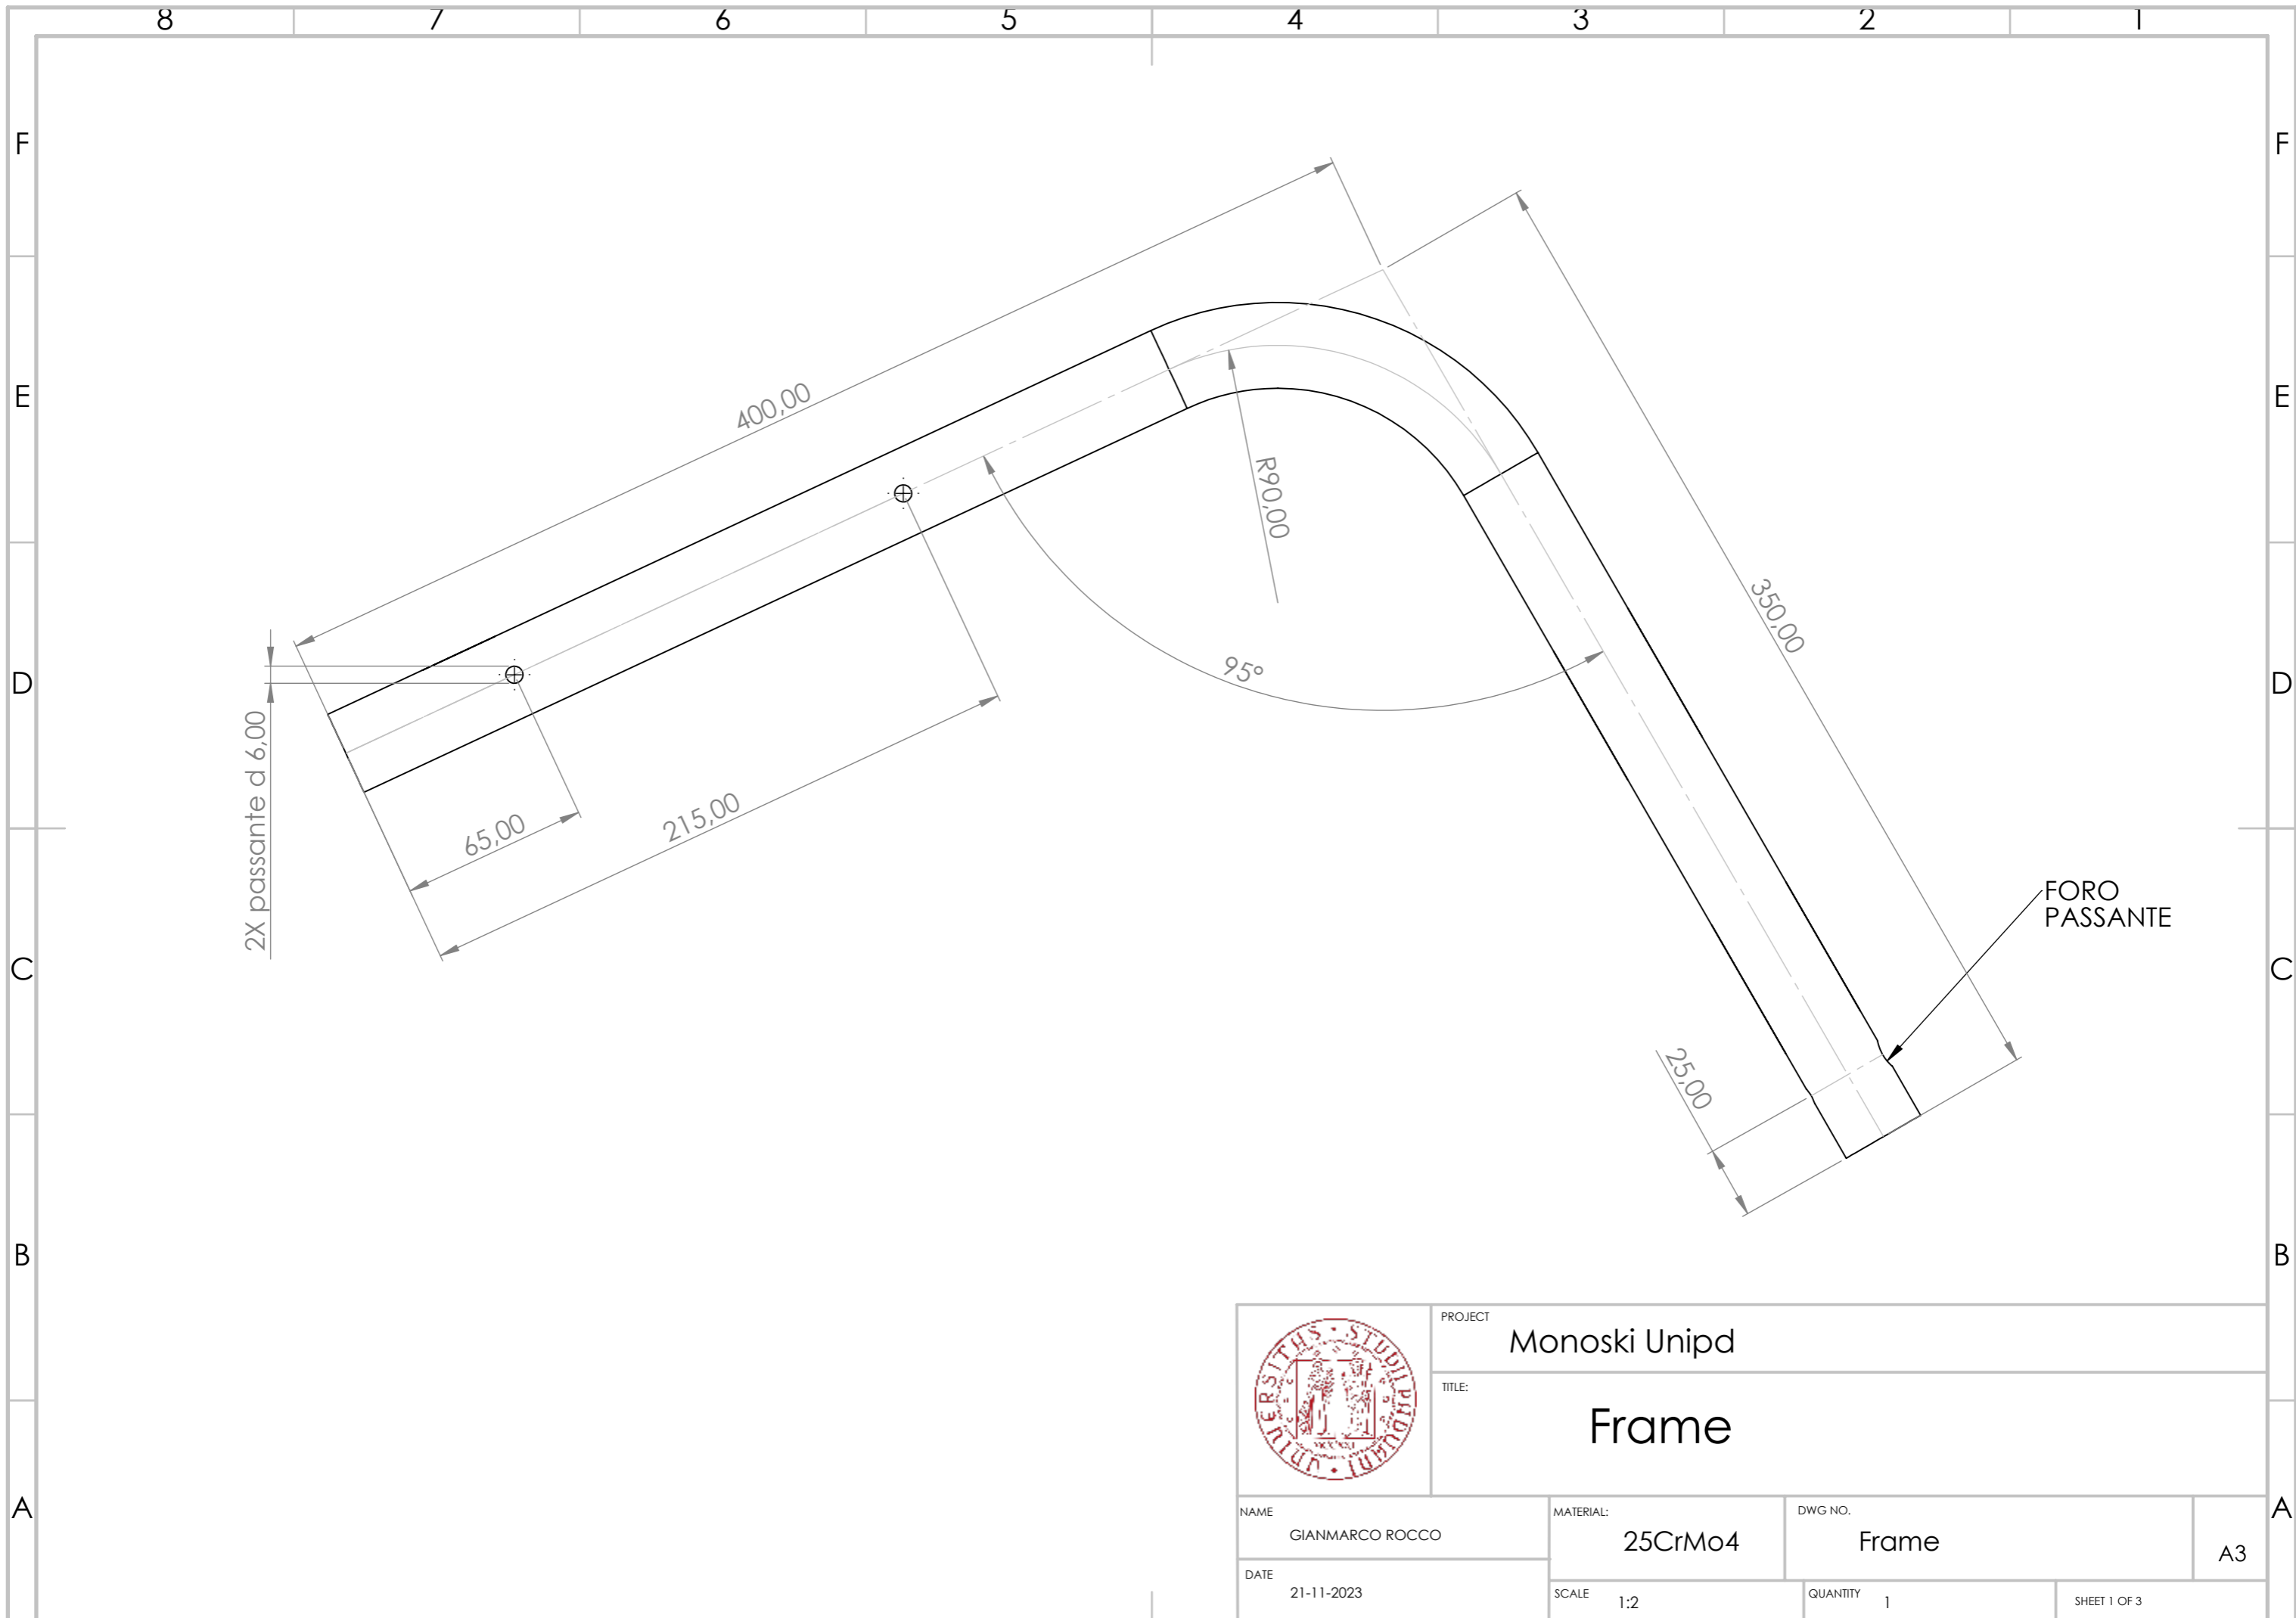 8 7 6 5 4 3 2 1
F F
E E
D D
C C
B B
A A
400,00
350,00
R90,00
95°
2X passante d 6,00
65,00
215,00
25,00
FORO
PASSANTE
PROJECT
Monoski Unipd
TITLE:
Frame
NAME
GIANMARCO ROCCO
MATERIAL:
25CrMo4
DWG NO.
Frame
A3
DATE
21-11-2023
SCALE 1:2
QUANTITY 1
SHEET 1 OF 3